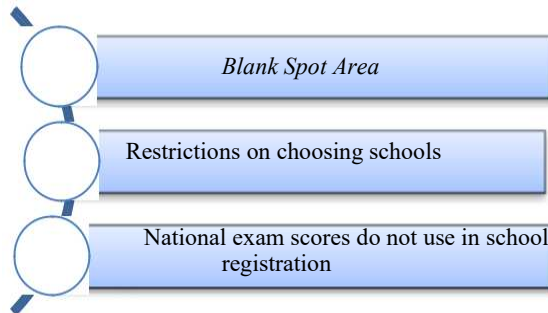 Blank Spot Area
Restrictions on choosing schools
National exam scores do not use in school
registration